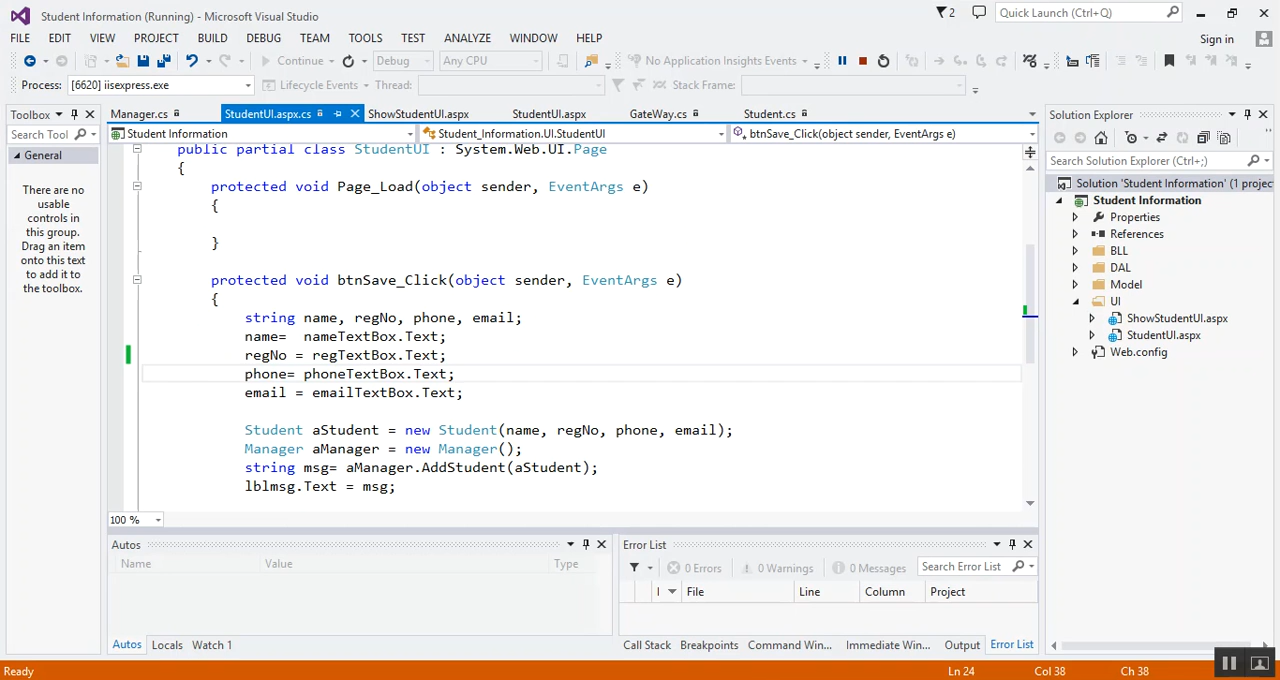 Student Information (Running) - Microsoft Visual Studio
2
Quick Launch (Ctrl+Q)
FILE EDIT VIEW PROJECT BUILD DEBUG TEAM TOOLS TEST ANALYZE WINDOW HELP
Sign in
Continue Debug Any CPU No Application Insights Events
Process: [6620] iisexpress.exe Lifecycle Events Thread: Stack Frame:
Toolbox
Search Tool
General
There are no
usable
controls in
this group.
Drag an item
onto this text
to add it to
the toolbox.
Manager.cs StudentUI.aspx.cs ShowStudentUI.aspx StudentUI.aspx GateWay.cs Student.cs
Student Information Student_Information.UI.StudentUI btnSave_Click(object sender, EventArgs e)
public partial class StudentUI : System.Web.UI.Page
{
protected void Page_Load(object sender, EventArgs e)
{
}
protected void btnSave_Click(object sender, EventArgs e)
{
string name, regNo, phone, email;
name=  nameTextBox.Text;
regNo = regTextBox.Text;
phone= phoneTextBox.Text;
email = emailTextBox.Text;
Student aStudent = new Student(name, regNo, phone, email);
Manager aManager = new Manager();
string msg= aManager.AddStudent(aStudent);
lblmsg.Text = msg;
100 %
Solution Explorer
Search Solution Explorer (Ctrl+;)
Solution 'Student Information' (1 projec
Student Information
Properties
References
BLL
DAL
Model
UI
ShowStudentUI.aspx
StudentUI.aspx
Web.config
Autos
Name Value Type
Autos Locals Watch 1
Error List
0 Errors 0 Warnings 0 Messages Search Error List
File Line Column Project
Call Stack Breakpoints Command Win... Immediate Win... Output Error List
Ready Ln 24 Col 38 Ch 38